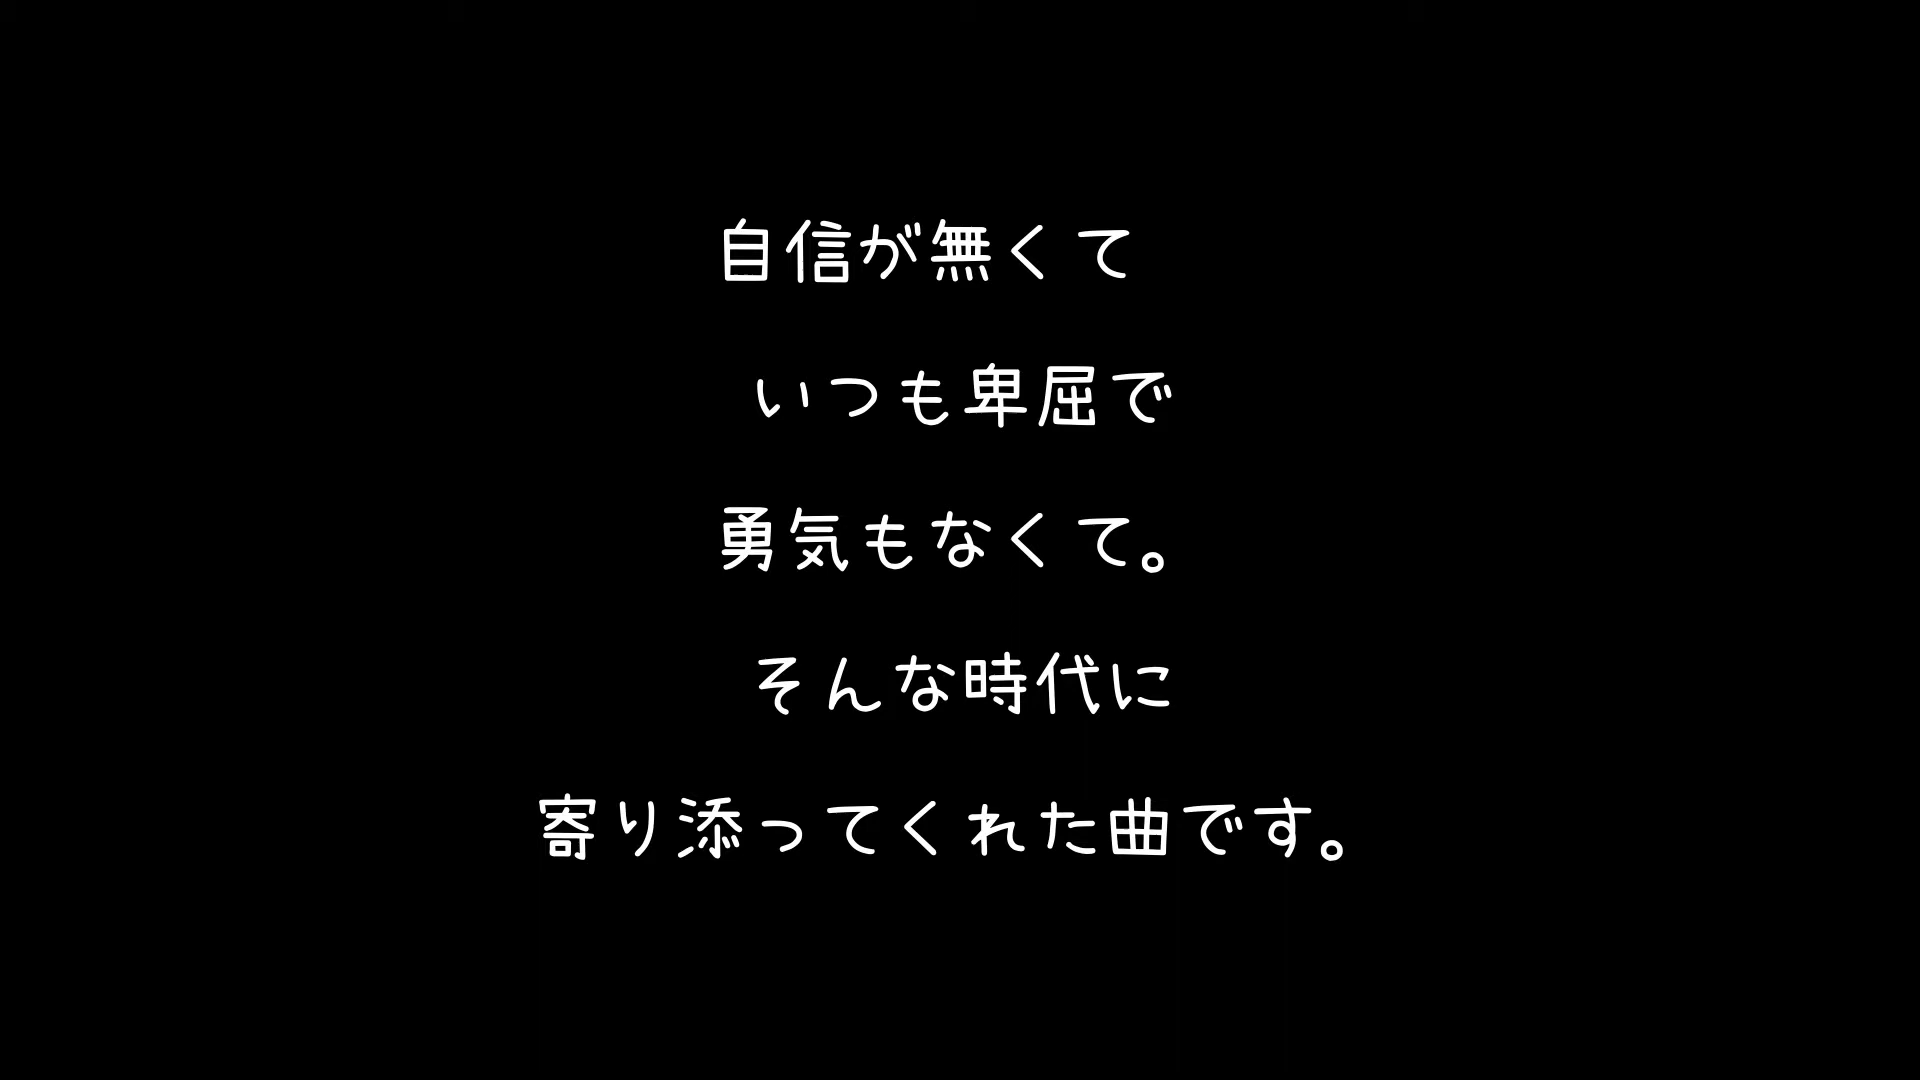 自信が無くて
いつも卑屈で
勇気もなくて。
そんな時代に
寄り添ってくれた曲です。